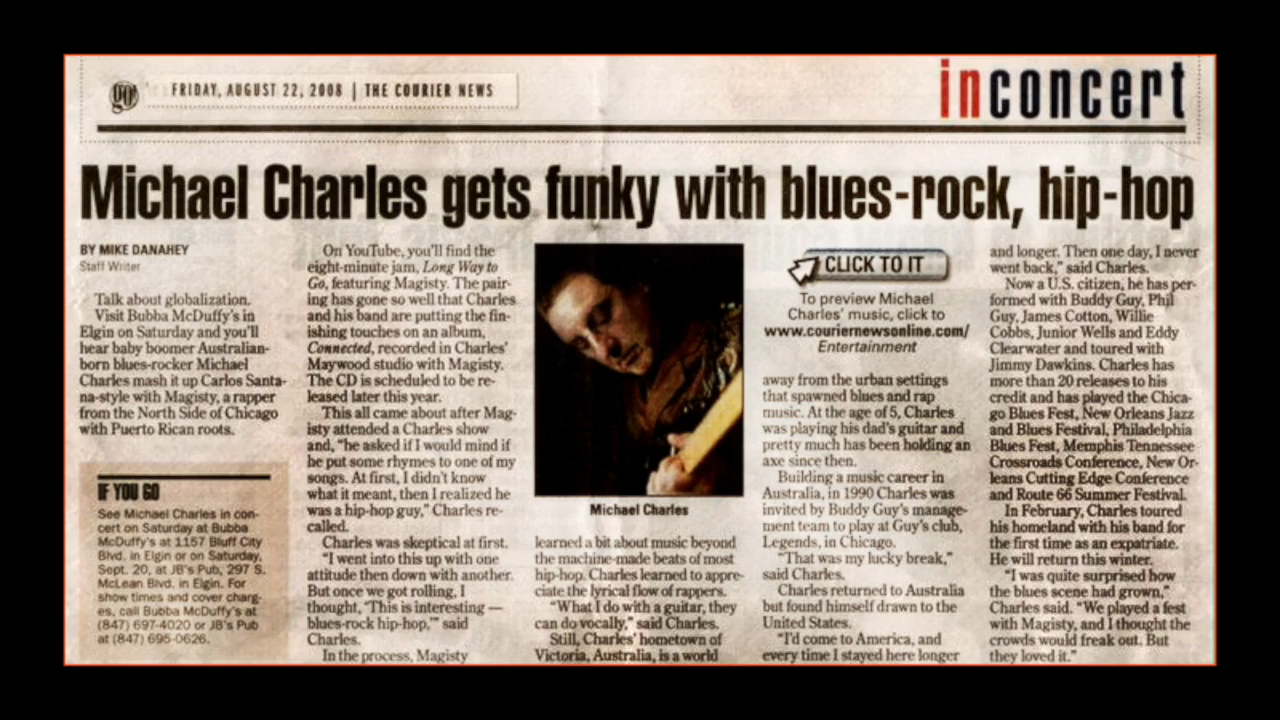 go!
FRIDAY, AUGUST 22, 2008 | THE COURIER NEWS
inconcert
Michael Charles gets funky with blues-rock, hip-hop
BY MIKE DANAHEY
Staff Writer
Talk about globalization.
Visit Bubba McDuffy's in
Elgin on Saturday and you'll
hear baby boomer Australian-
born blues-rocker Michael
Charles mash it up Carlos Santa-
na-style with Magisty, a rapper
from the North Side of Chicago
with Puerto Rican roots.
IF YOU GO
See Michael Charles in con-
cert on Saturday at Bubba
McDuffy's at 1157 Bluff City
Blvd. in Elgin or on Saturday,
Sept. 20, at JB's Pub, 297 S.
McLean Blvd. in Elgin. For
show times and cover charg-
es, call Bubba McDuffy's at
(847) 697-4020 or JB's Pub
at (847) 695-0626.
On YouTube, you'll find the
eight-minute jam, Long Way to
Go, featuring Magisty. The pair-
ing has gone so well that Charles
and his band are putting the fin-
ishing touches on an album,
Connected, recorded in Charles'
Maywood studio with Magisty.
The CD is scheduled to be re-
leased later this year.
This all came about after Mag-
isty attended a Charles show
and, "he asked if I would mind if
he put some rhymes to one of my
songs. At first, I didn't know
what it meant, then I realized he
was a hip-hop guy," Charles re-
called.
Charles was skeptical at first.
"I went into this up with one
attitude then down with another.
But once we got rolling, I
thought, 'This is interesting —
blues-rock hip-hop,'" said
Charles.
In the process, Magisty
Michael Charles
learned a bit about music beyond
the machine-made beats of most
hip-hop. Charles learned to appre-
ciate the lyrical flow of rappers.
"What I do with a guitar, they
can do vocally," said Charles.
Still, Charles' hometown of
Victoria, Australia, is a world
CLICK TO IT
To preview Michael
Charles' music, click to
www.couriernewsonline.com/
Entertainment
away from the urban settings
that spawned blues and rap
music. At the age of 5, Charles
was playing his dad's guitar and
pretty much has been holding an
axe since then.
Building a music career in
Australia, in 1990 Charles was
invited by Buddy Guy's manage-
ment team to play at Guy's club,
Legends, in Chicago.
"That was my lucky break,"
said Charles.
Charles returned to Australia
but found himself drawn to the
United States.
"I'd come to America, and
every time I stayed here longer
and longer. Then one day, I never
went back," said Charles.
Now a U.S. citizen, he has per-
formed with Buddy Guy, Phil
Guy, James Cotton, Willie
Cobbs, Junior Wells and Eddy
Clearwater and toured with
Jimmy Dawkins. Charles has
more than 20 releases to his
credit and has played the Chica-
go Blues Fest, New Orleans Jazz
and Blues Festival, Philadelphia
Blues Fest, Memphis Tennessee
Crossroads Conference, New Or-
leans Cutting Edge Conference
and Route 66 Summer Festival.
In February, Charles toured
his homeland with his band for
the first time as an expatriate.
He will return this winter.
"I was quite surprised how
the blues scene had grown,"
Charles said. "We played a fest
with Magisty, and I thought the
crowds would freak out. But
they loved it."